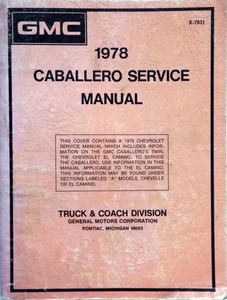 X-7831
GMC
1978
CABALLERO SERVICE
MANUAL
THIS COVER CONTAINS A 1978 CHEVROLET
SERVICE MANUAL WHICH INCLUDES INFOR-
MATION ON THE GMC CABALLERO'S TWIN,
THE CHEVROLET EL CAMINO. TO SERVICE
THE CABALLERO, USE INFORMATION IN THIS
MANUAL APPLICABLE TO THE EL CAMINO.
THIS INFORMATION MAY BE FOUND UNDER
SECTIONS LABELED "A" MODELS, CHEVELLE
OR EL CAMINO.
TRUCK & COACH DIVISION
GENERAL MOTORS CORPORATION
PONTIAC, MICHIGAN 48053